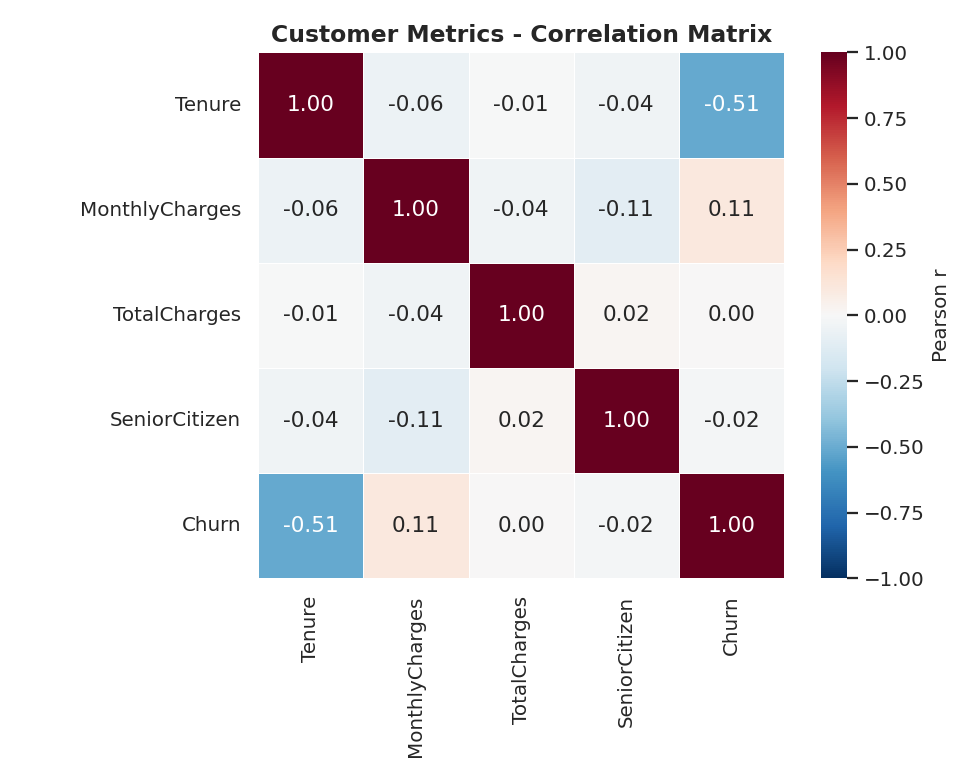 Customer Metrics - Correlation Matrix
Tenure 1.00 -0.06 -0.01 -0.04 -0.51
MonthlyCharges -0.06 1.00 -0.04 -0.11 0.11
TotalCharges -0.01 -0.04 1.00 0.02 0.00
SeniorCitizen -0.04 -0.11 0.02 1.00 -0.02
Churn -0.51 0.11 0.00 -0.02 1.00
Tenure
MonthlyCharges
TotalCharges
SeniorCitizen
Churn
1.00
0.75
0.50
0.25
0.00
−0.25
−0.50
−0.75
−1.00
Pearson r